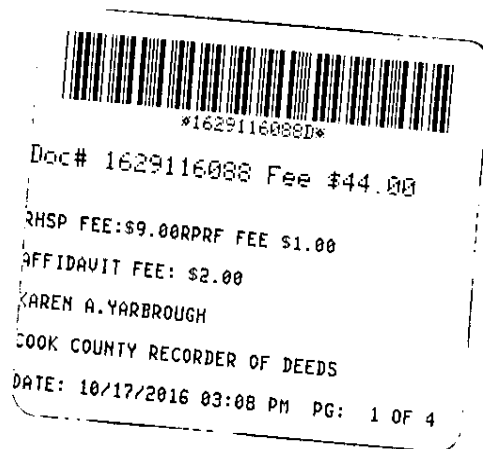 *1629116088D*
Doc# 1629116088 Fee $44.00
RHSP FEE:$9.00RPRF FEE $1.00
AFFIDAVIT FEE: $2.00
KAREN A.YARBROUGH
COOK COUNTY RECORDER OF DEEDS
DATE: 10/17/2016 03:08 PM PG: 1 OF 4